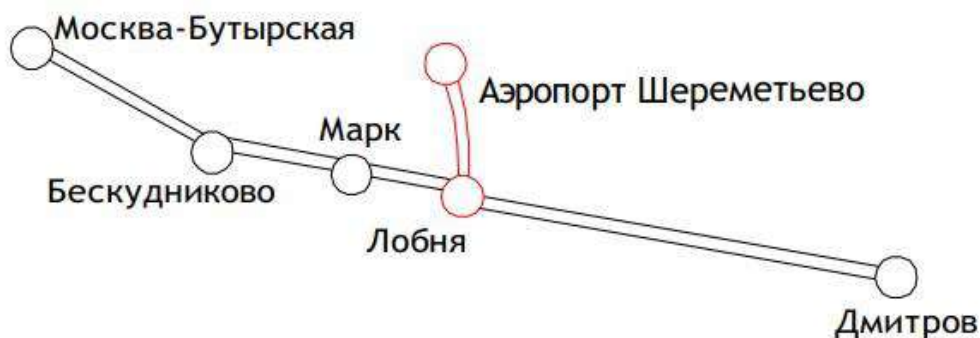 Москва-Бутырская
Аэропорт Шереметьево
Марк
Бескудниково
Лобня
Дмитров